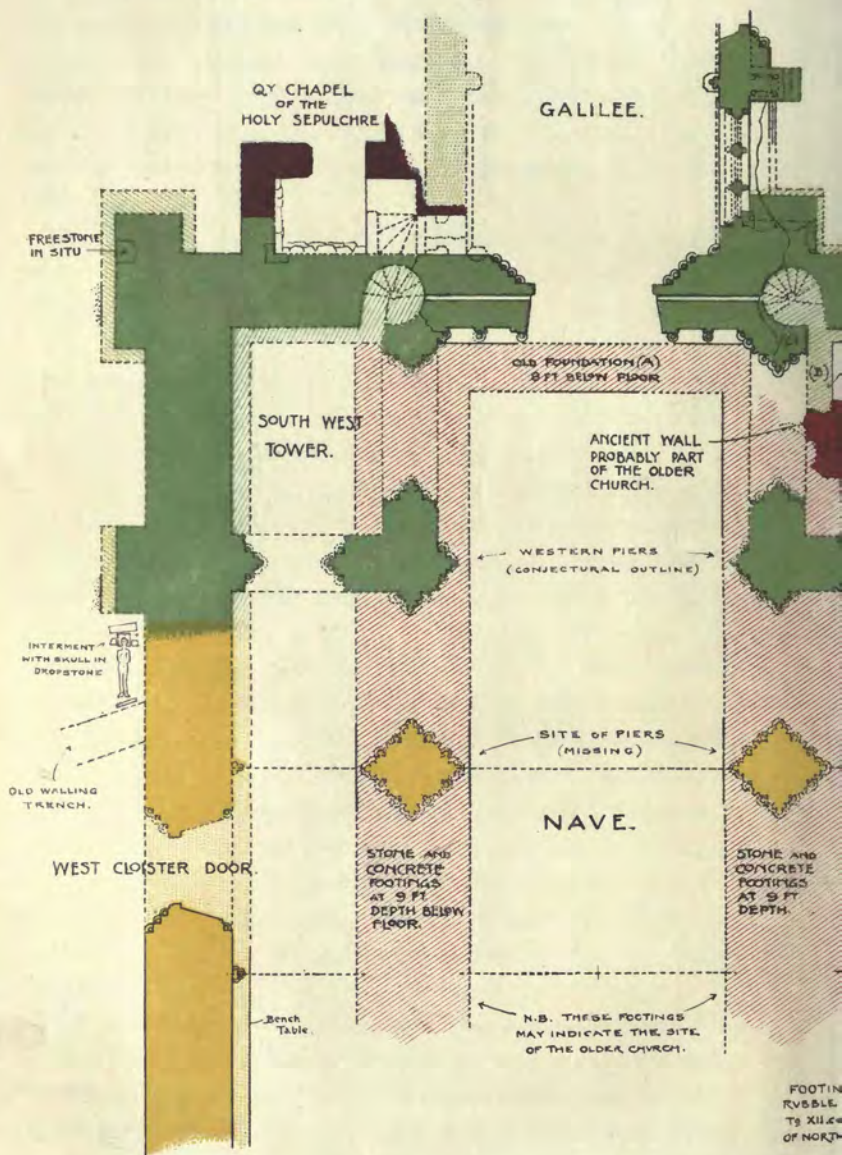 QY CHAPEL
OF THE
HOLY SEPULCHRE
GALILEE.
FREESTONE
IN SITU
OLD FOUNDATION (A)
8 FT BELOW FLOOR
(B)
SOUTH WEST
TOWER.
ANCIENT WALL
PROBABLY PART
OF THE OLDER
CHURCH.
WESTERN PIERS
(CONJECTURAL OUTLINE)
INTERMENT
WITH SKULL IN
DROPSTONE
SITE OF PIERS
(MISSING)
OLD WALLING
TRENCH.
NAVE.
WEST CLOISTER DOOR.
STONE AND
CONCRETE
FOOTINGS
AT 9 FT
DEPTH BELOW
FLOOR.
STONE AND
CONCRETE
FOOTINGS
AT 9 FT
DEPTH.
Bench
Table.
N.B. THESE FOOTINGS
MAY INDICATE THE SITE
OF THE OLDER CHURCH.
FOOTIN
RUBBLE
TO XII.
OF NORTH